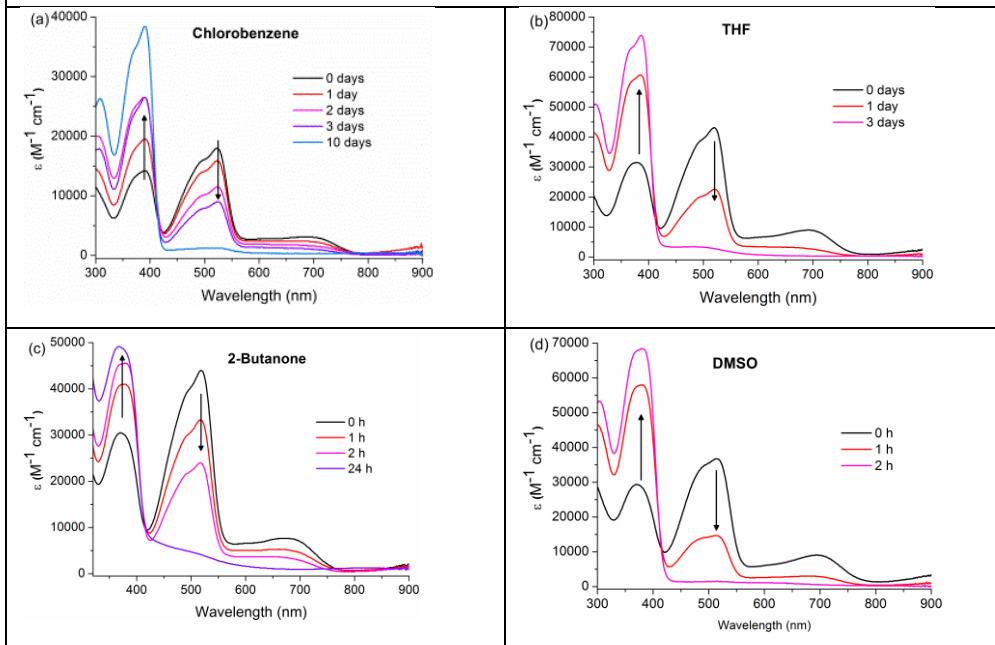 (a)
Chlorobenzene
0 days
1 day
2 days
3 days
10 days
ε (M⁻¹ cm⁻¹)
40000
30000
20000
10000
0
300 400 500 600 700 800 900
Wavelength (nm)
(b)
THF
0 days
1 day
3 days
ε (M⁻¹ cm⁻¹)
80000
70000
60000
50000
40000
30000
20000
10000
0
300 400 500 600 700 800 900
Wavelength (nm)
(c)
2-Butanone
0 h
1 h
2 h
24 h
ε (M⁻¹ cm⁻¹)
50000
40000
30000
20000
10000
0
400 500 600 700 800 900
Wavelength (nm)
(d)
DMSO
0 h
1 h
2 h
ε (M⁻¹ cm⁻¹)
70000
60000
50000
40000
30000
20000
10000
0
300 400 500 600 700 800 900
Wavelength (nm)